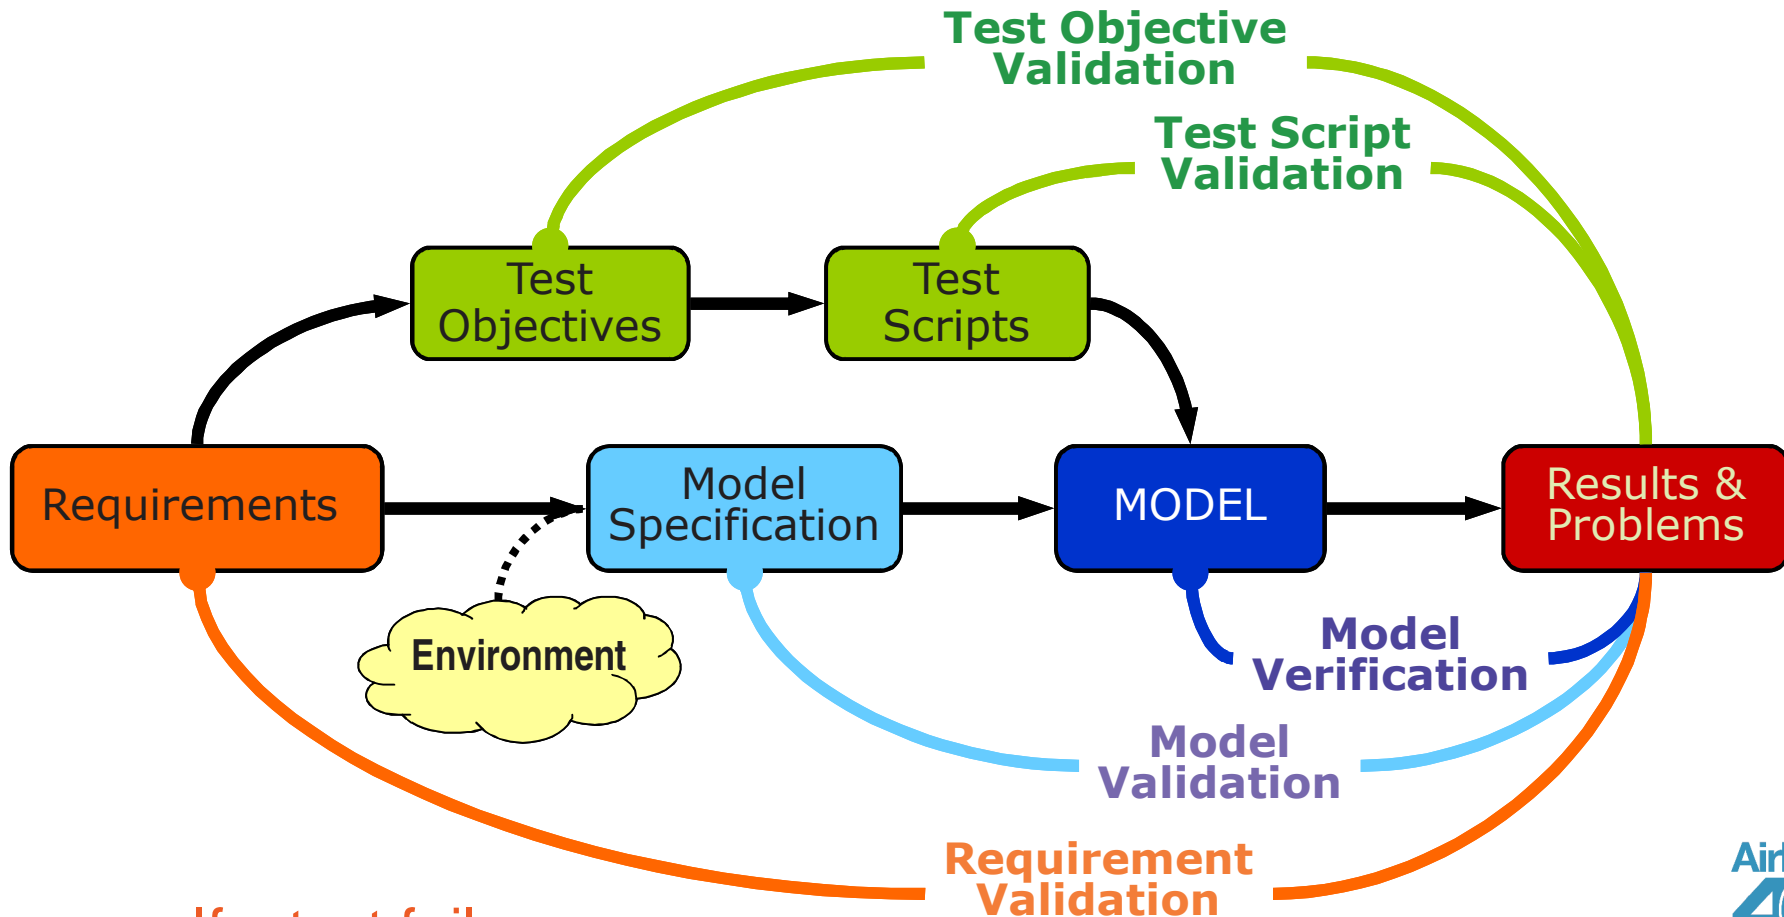 Test Objective
Validation
Test Script
Validation
Test
Objectives
Test
Scripts
Requirements
Model
Specification
MODEL
Results &
Problems
Environment
Model
Verification
Model
Validation
Requirement
Validation